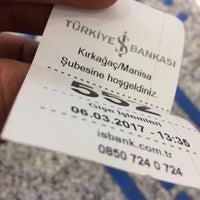 TÜRKİYE İŞ BANKASI
Kırkağaç/Manisa
Şubesine hoşgeldiniz.
552
Gişe İşlemleri
06.03.2017 - 13:35
isbank.com.tr
0850 724 0 724